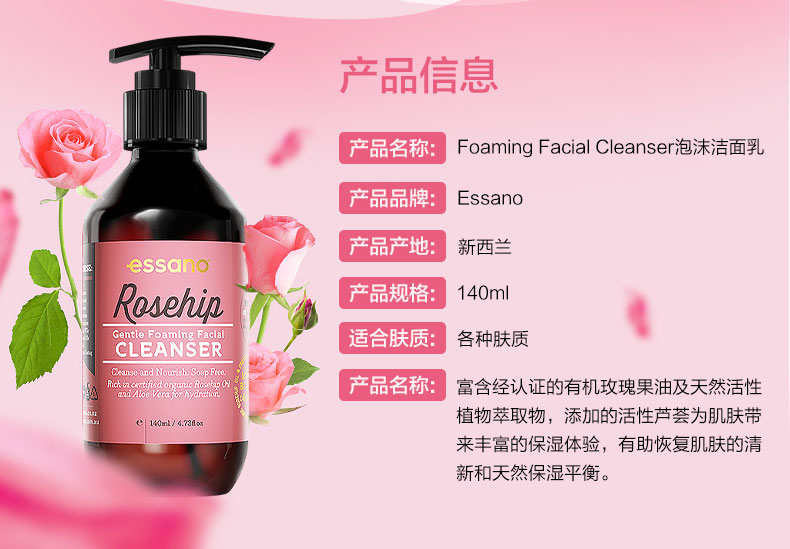 产品信息
产品名称: Foaming Facial Cleanser泡沫洁面乳
产品品牌: Essano
产品产地: 新西兰
产品规格: 140ml
适合肤质: 各种肤质
产品名称: 富含经认证的有机玫瑰果油及天然活性
植物萃取物，添加的活性芦荟为肌肤带
来丰富的保湿体验，有助恢复肌肤的清
新和天然保湿平衡。
essano
Rosehip
Gentle Foaming Facial
CLEANSER
Cleanse and Nourish. Soap Free.
Rich in certified organic Rosehip Oil
and Aloe Vera for hydration.
℮ 140ml / 4.73floz